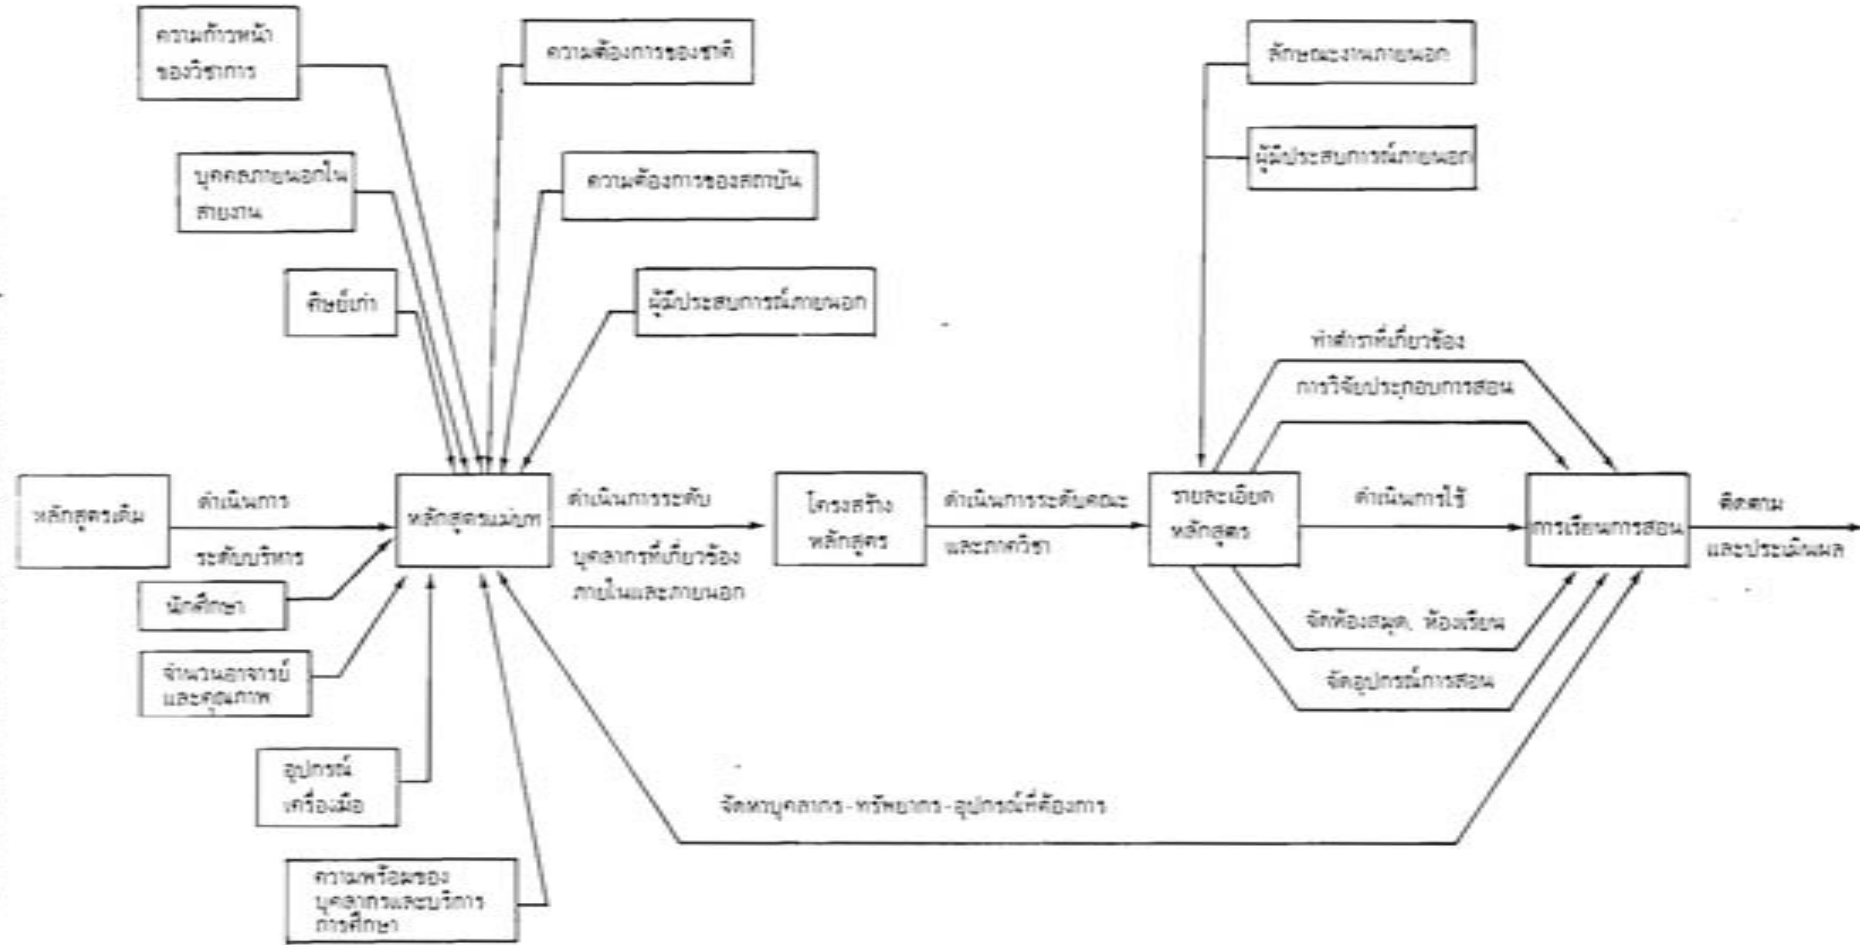 ความก้าวหน้า
ของวิชาการ
ความต้องการของชาติ
ลักษณะงานภายนอก
บุคคลภายนอกใน
สายงาน
ความต้องการของสถาบัน
ผู้มีประสบการณ์ภายนอก
ศิษย์เก่า
ผู้มีประสบการณ์ภายนอก
ทำตำราที่เกี่ยวข้อง
การวิจัยประกอบการสอน
หลักสูตรเดิม
ดำเนินการ
ระดับบริหาร
หลักสูตรแม่บท
ดำเนินการระดับ
บุคลากรที่เกี่ยวข้อง
ภายในและภายนอก
โครงสร้าง
หลักสูตร
ดำเนินการระดับคณะ
และภาควิชา
รายละเอียด
หลักสูตร
ดำเนินการใช้
การเรียนการสอน
ติดตาม
และประเมินผล
นักศึกษา
จำนวนอาจารย์
และคุณภาพ
จัดห้องสมุด, ห้องเรียน
จัดอุปกรณ์การสอน
อุปกรณ์
เครื่องมือ
จัดหาบุคลากร-ทรัพยากร-อุปกรณ์ที่ต้องการ
ความพร้อมของ
บุคลากรและบริการ
การศึกษา